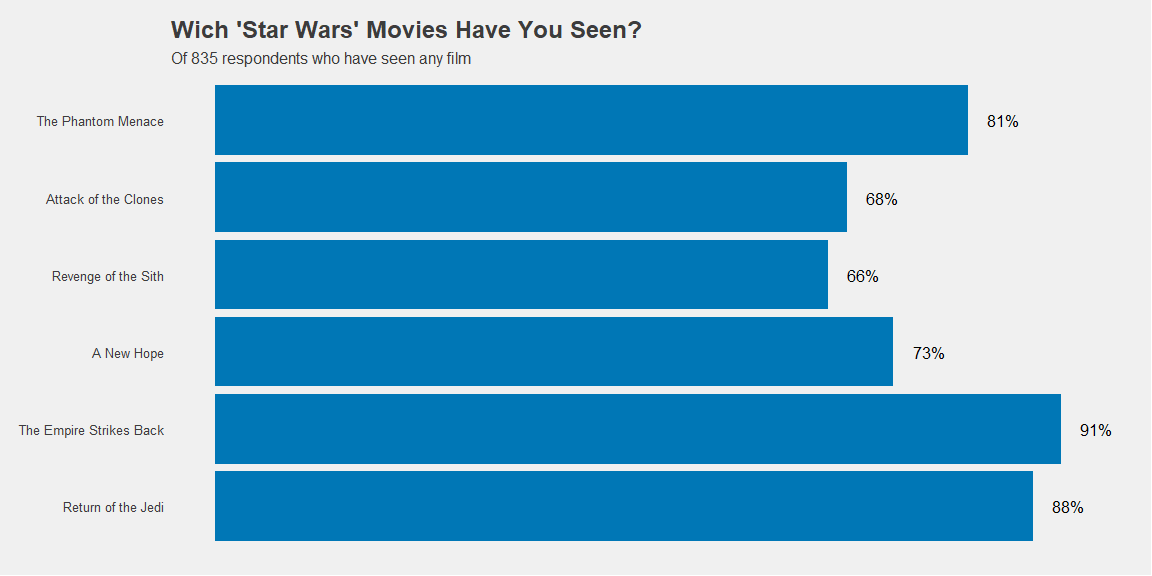 Wich 'Star Wars' Movies Have You Seen?
Of 835 respondents who have seen any film
The Phantom Menace 81%
Attack of the Clones 68%
Revenge of the Sith 66%
A New Hope 73%
The Empire Strikes Back 91%
Return of the Jedi 88%